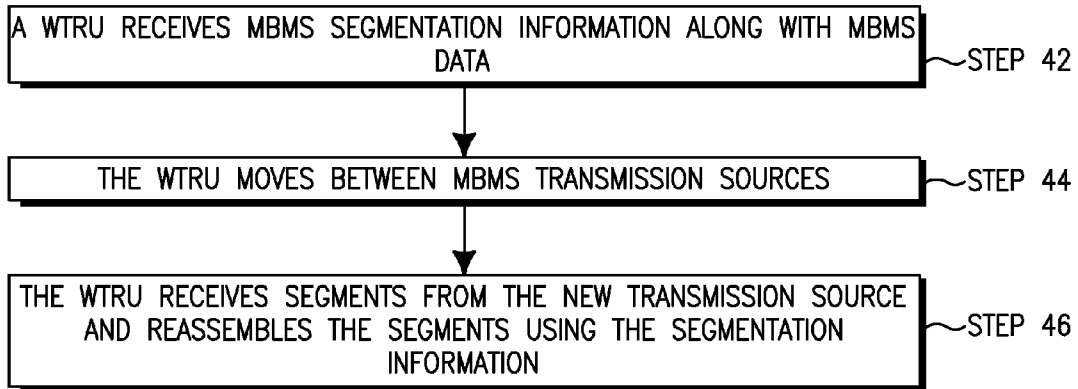 A WTRU RECEIVES MBMS SEGMENTATION INFORMATION ALONG WITH MBMS
DATA
STEP 42
THE WTRU MOVES BETWEEN MBMS TRANSMISSION SOURCES
STEP 44
THE WTRU RECEIVES SEGMENTS FROM THE NEW TRANSMISSION SOURCE
AND REASSEMBLES THE SEGMENTS USING THE SEGMENTATION
INFORMATION
STEP 46